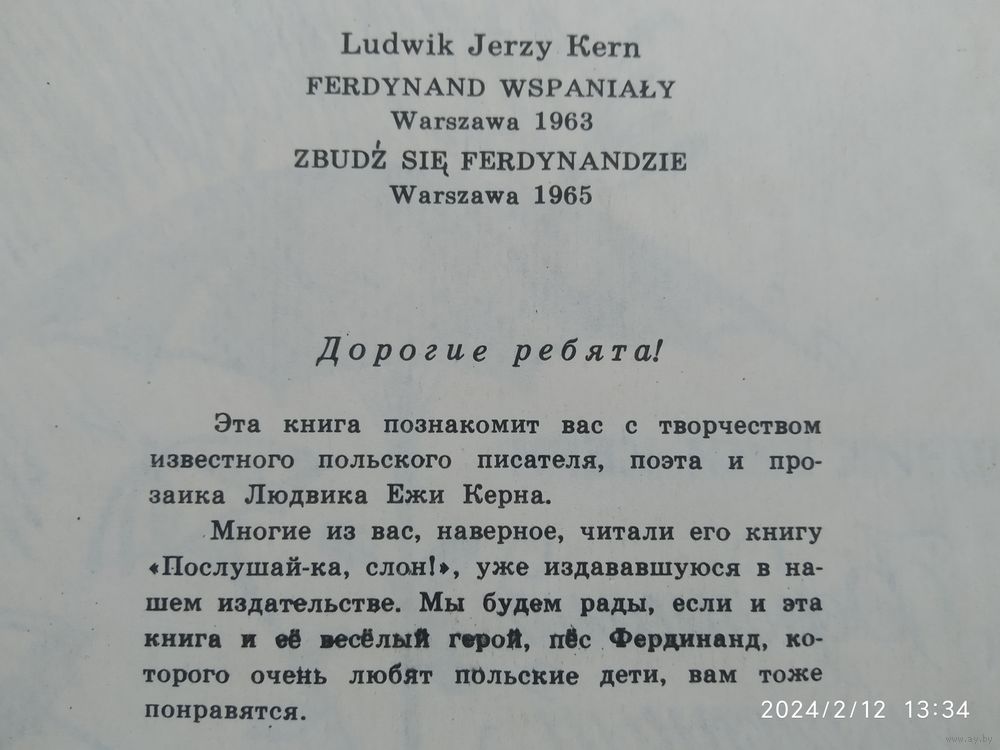 Ludwik Jerzy Kern
FERDYNAND WSPANIAŁY
Warszawa 1963
ZBUDŹ SIĘ FERDYNANDZIE
Warszawa 1965
Дорогие ребята!
Эта книга познакомит вас с творчеством
известного польского писателя, поэта и про-
заика Людвика Ежи Керна.
Многие из вас, наверное, читали его книгу
«Послушай-ка, слон!», уже издававшуюся в на-
шем издательстве. Мы будем рады, если и эта
книга и её весёлый герой, пёс Фердинанд, ко-
торого очень любят польские дети, вам тоже
понравятся.
2024/2/12 13:34
www.ay.by